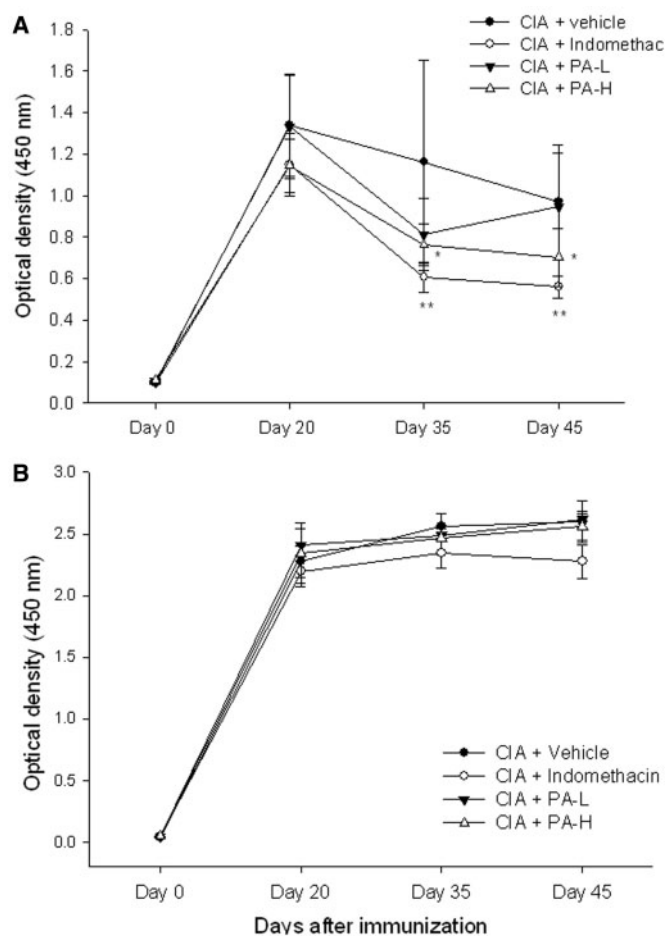 A
CIA + vehicle
CIA + Indomethac
CIA + PA-L
CIA + PA-H
Optical density (450 nm)
1.8
1.6
1.4
1.2
1.0
0.8
0.6
0.4
0.2
0.0
*
*
**
**
Day 0
Day 20
Day 35
Day 45
B
Optical density (450 nm)
3.0
2.5
2.0
1.5
1.0
0.5
0.0
CIA + Vehicle
CIA + Indomethacin
CIA + PA-L
CIA + PA-H
Day 0
Day 20
Day 35
Day 45
Days after immunization